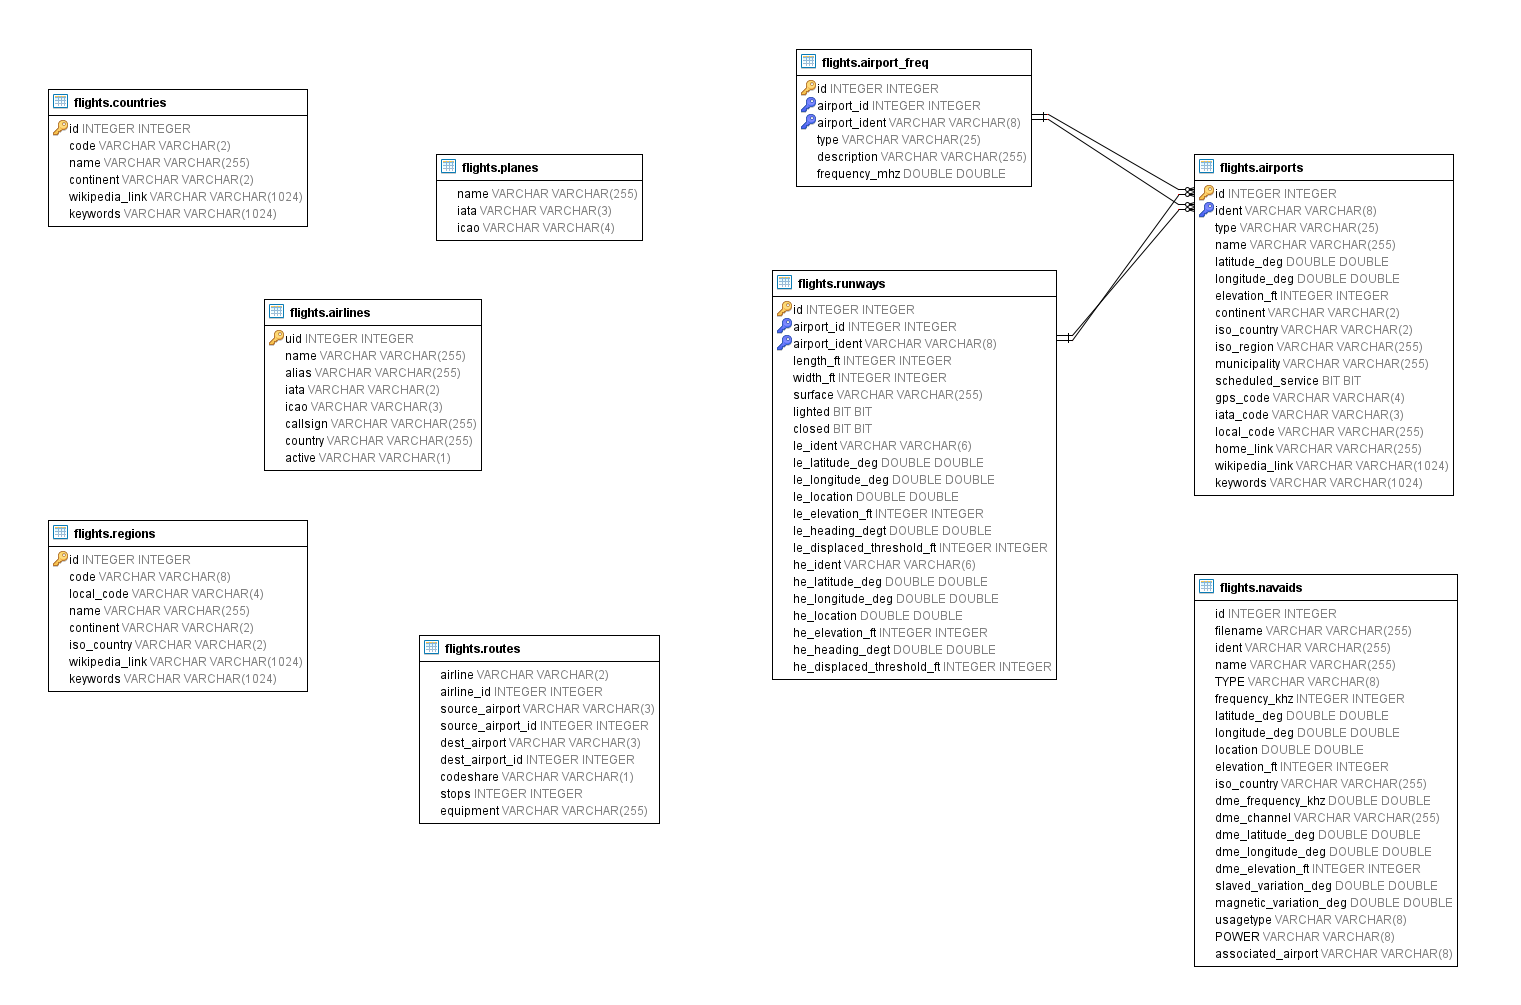 flights.countries
id INTEGER INTEGER
code VARCHAR VARCHAR(2)
name VARCHAR VARCHAR(255)
continent VARCHAR VARCHAR(2)
wikipedia_link VARCHAR VARCHAR(1024)
keywords VARCHAR VARCHAR(1024)
flights.planes
name VARCHAR VARCHAR(255)
iata VARCHAR VARCHAR(3)
icao VARCHAR VARCHAR(4)
flights.airlines
uid INTEGER INTEGER
name VARCHAR VARCHAR(255)
alias VARCHAR VARCHAR(255)
iata VARCHAR VARCHAR(2)
icao VARCHAR VARCHAR(3)
callsign VARCHAR VARCHAR(255)
country VARCHAR VARCHAR(255)
active VARCHAR VARCHAR(1)
flights.regions
id INTEGER INTEGER
code VARCHAR VARCHAR(8)
local_code VARCHAR VARCHAR(4)
name VARCHAR VARCHAR(255)
continent VARCHAR VARCHAR(2)
iso_country VARCHAR VARCHAR(2)
wikipedia_link VARCHAR VARCHAR(1024)
keywords VARCHAR VARCHAR(1024)
flights.routes
airline VARCHAR VARCHAR(2)
airline_id INTEGER INTEGER
source_airport VARCHAR VARCHAR(3)
source_airport_id INTEGER INTEGER
dest_airport VARCHAR VARCHAR(3)
dest_airport_id INTEGER INTEGER
codeshare VARCHAR VARCHAR(1)
stops INTEGER INTEGER
equipment VARCHAR VARCHAR(255)
flights.airport_freq
id INTEGER INTEGER
airport_id INTEGER INTEGER
airport_ident VARCHAR VARCHAR(8)
type VARCHAR VARCHAR(25)
description VARCHAR VARCHAR(255)
frequency_mhz DOUBLE DOUBLE
flights.runways
id INTEGER INTEGER
airport_id INTEGER INTEGER
airport_ident VARCHAR VARCHAR(8)
length_ft INTEGER INTEGER
width_ft INTEGER INTEGER
surface VARCHAR VARCHAR(255)
lighted BIT BIT
closed BIT BIT
le_ident VARCHAR VARCHAR(6)
le_latitude_deg DOUBLE DOUBLE
le_longitude_deg DOUBLE DOUBLE
le_location DOUBLE DOUBLE
le_elevation_ft INTEGER INTEGER
le_heading_degt DOUBLE DOUBLE
le_displaced_threshold_ft INTEGER INTEGER
he_ident VARCHAR VARCHAR(6)
he_latitude_deg DOUBLE DOUBLE
he_longitude_deg DOUBLE DOUBLE
he_location DOUBLE DOUBLE
he_elevation_ft INTEGER INTEGER
he_heading_degt DOUBLE DOUBLE
he_displaced_threshold_ft INTEGER INTEGER
flights.airports
id INTEGER INTEGER
ident VARCHAR VARCHAR(8)
type VARCHAR VARCHAR(25)
name VARCHAR VARCHAR(255)
latitude_deg DOUBLE DOUBLE
longitude_deg DOUBLE DOUBLE
elevation_ft INTEGER INTEGER
continent VARCHAR VARCHAR(2)
iso_country VARCHAR VARCHAR(2)
iso_region VARCHAR VARCHAR(255)
municipality VARCHAR VARCHAR(255)
scheduled_service BIT BIT
gps_code VARCHAR VARCHAR(4)
iata_code VARCHAR VARCHAR(3)
local_code VARCHAR VARCHAR(255)
home_link VARCHAR VARCHAR(255)
wikipedia_link VARCHAR VARCHAR(1024)
keywords VARCHAR VARCHAR(1024)
flights.navaids
id INTEGER INTEGER
filename VARCHAR VARCHAR(255)
ident VARCHAR VARCHAR(255)
name VARCHAR VARCHAR(255)
TYPE VARCHAR VARCHAR(8)
frequency_khz INTEGER INTEGER
latitude_deg DOUBLE DOUBLE
longitude_deg DOUBLE DOUBLE
location DOUBLE DOUBLE
elevation_ft INTEGER INTEGER
iso_country VARCHAR VARCHAR(255)
dme_frequency_khz DOUBLE DOUBLE
dme_channel VARCHAR VARCHAR(255)
dme_latitude_deg DOUBLE DOUBLE
dme_longitude_deg DOUBLE DOUBLE
dme_elevation_ft INTEGER INTEGER
slaved_variation_deg DOUBLE DOUBLE
magnetic_variation_deg DOUBLE DOUBLE
usagetype VARCHAR VARCHAR(8)
POWER VARCHAR VARCHAR(8)
associated_airport VARCHAR VARCHAR(8)